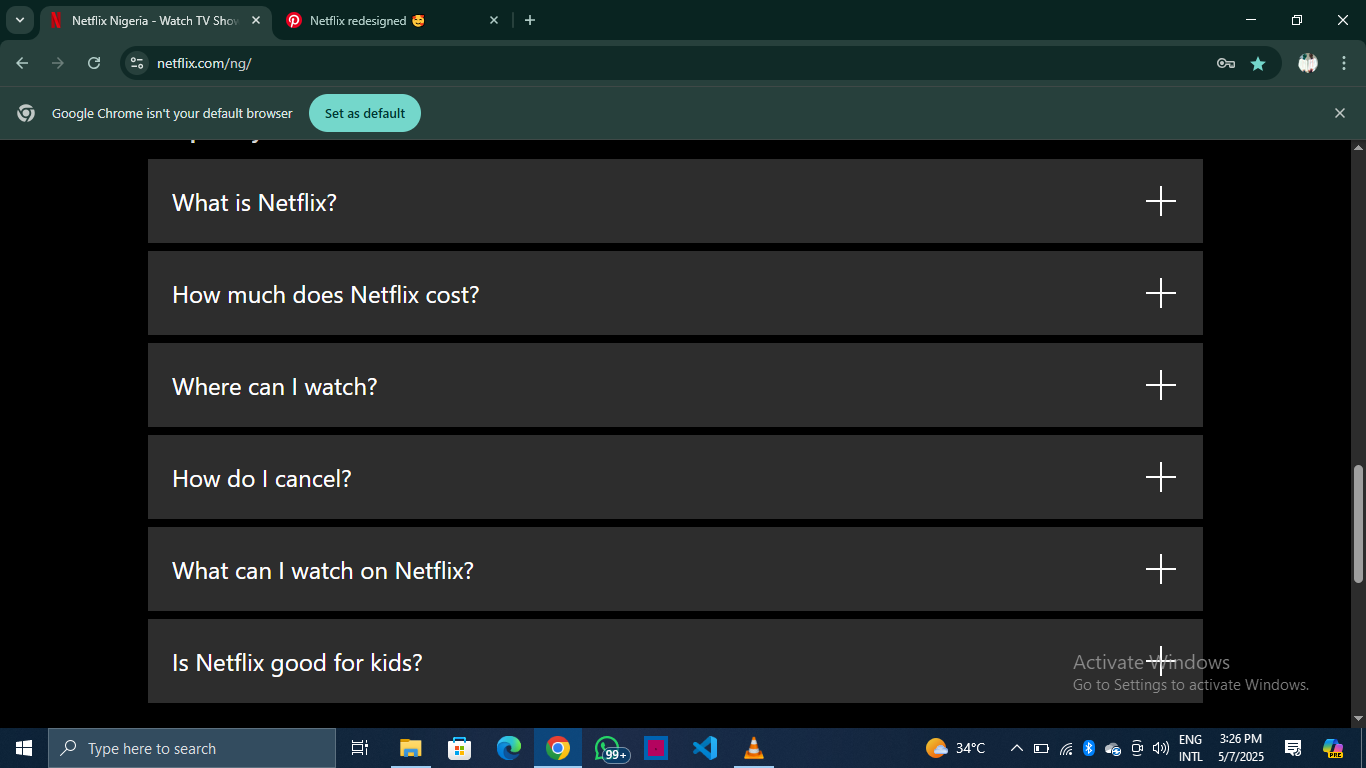 Netflix Nigeria - Watch TV Show
Netflix redesigned 🥰
netflix.com/ng/
Google Chrome isn't your default browser
Set as default
What is Netflix?
How much does Netflix cost?
Where can I watch?
How do I cancel?
What can I watch on Netflix?
Is Netflix good for kids?
Activate Windows
Go to Settings to activate Windows.
Type here to search
99+
34°C
ENG
INTL
3:26 PM
5/7/2025
PRE